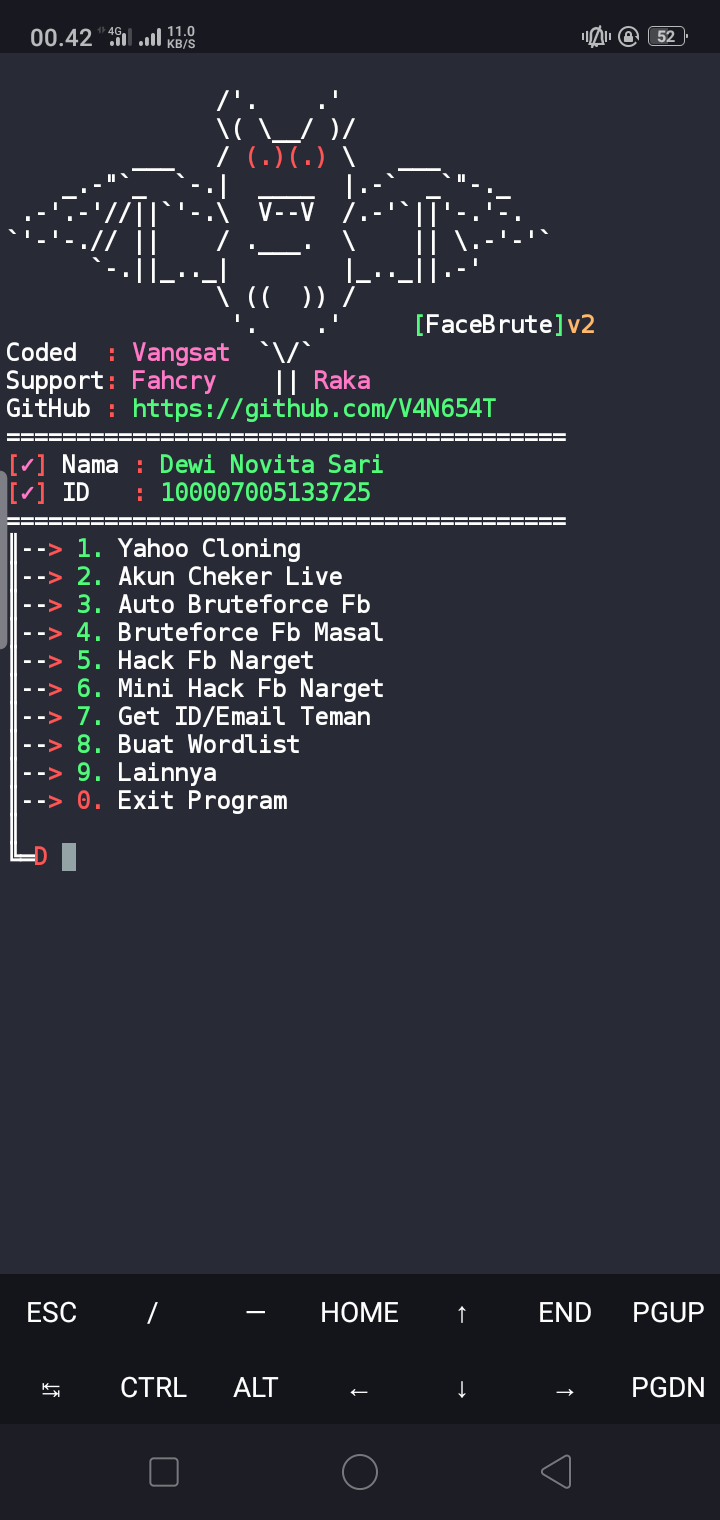 00.42 4G 11.0 KB/S 52
[FaceBrute]v2
Coded : Vangsat
Support: Fahcry || Raka
GitHub : https://github.com/V4N654T
========================================
[✓] Nama : Dewi Novita Sari
[✓] ID : 100007005133725
========================================
║--> 1. Yahoo Cloning
║--> 2. Akun Cheker Live
║--> 3. Auto Bruteforce Fb
║--> 4. Bruteforce Fb Masal
║--> 5. Hack Fb Narget
║--> 6. Mini Hack Fb Narget
║--> 7. Get ID/Email Teman
║--> 8. Buat Wordlist
║--> 9. Lainnya
║--> 0. Exit Program
║
╚═D
ESC / — HOME ↑ END PGUP
↹ CTRL ALT ← ↓ → PGDN